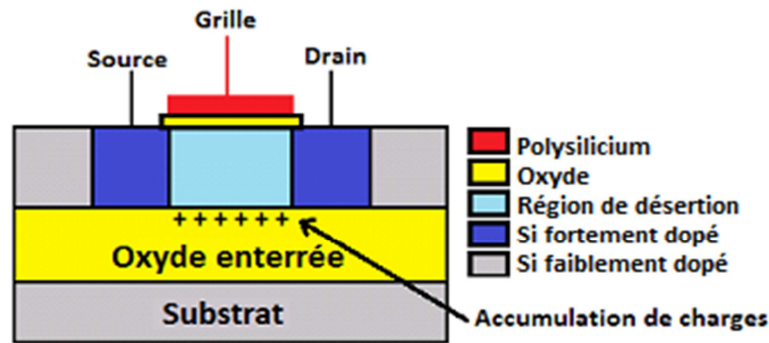 Grille
Source
Drain
Polysilicium
Oxyde
Région de désertion
Si fortement dopé
Si faiblement dopé
++++++
Oxyde enterrée
Substrat
Accumulation de charges